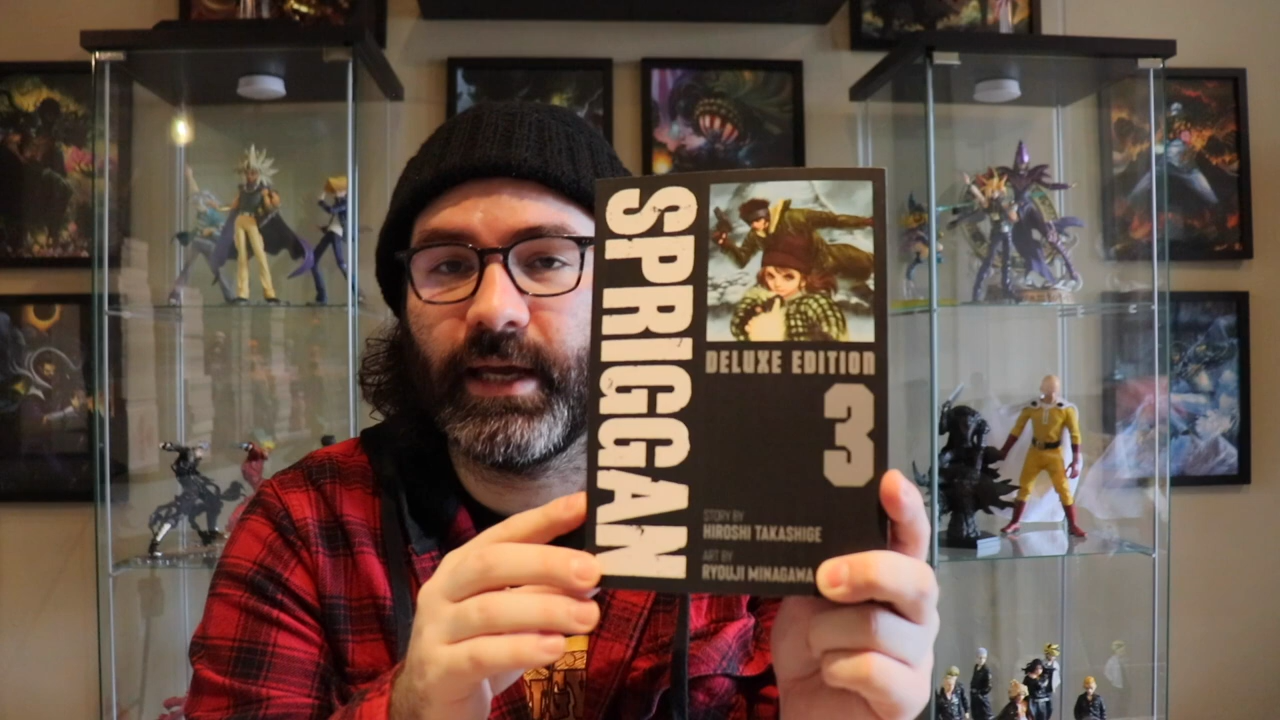 SPRIGGAN
DELUXE EDITION
3
STORY BY
HIROSHI TAKASHIGE
ART BY
RYOUJI MINAGAWA